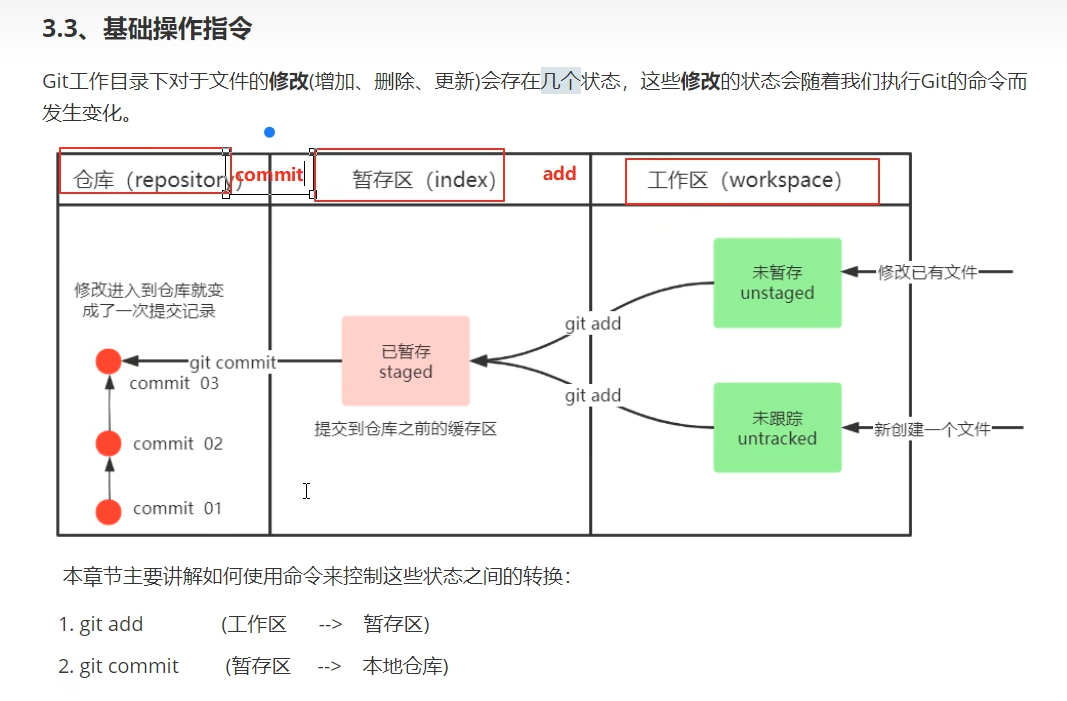 3.3、基础操作指令
Git工作目录下对于文件的修改(增加、删除、更新)会存在几个状态，这些修改的状态会随着我们执行Git的命令而
发生变化。
仓库（repository） commit 暂存区（index） add 工作区（workspace）
未暂存
unstaged
修改已有文件
修改进入到仓库就变
成了一次提交记录
git add
已暂存
staged
git commit
commit 03
git add
未跟踪
untracked
新创建一个文件
提交到仓库之前的缓存区
commit 02
commit 01
本章节主要讲解如何使用命令来控制这些状态之间的转换：
1. git add (工作区 --> 暂存区)
2. git commit (暂存区 --> 本地仓库)